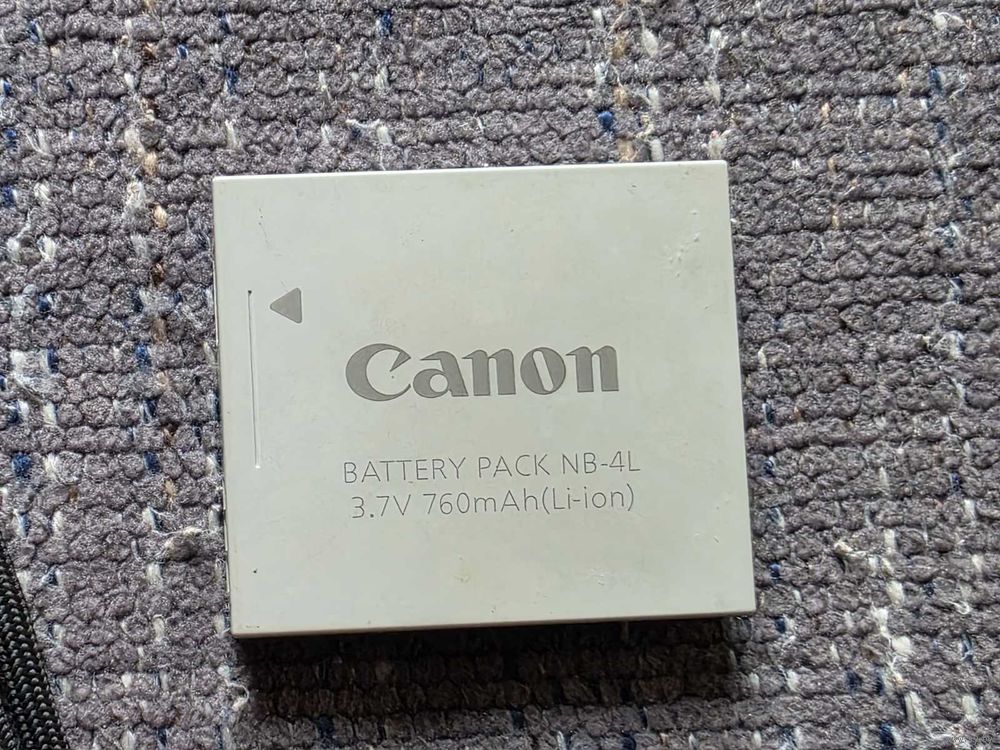 Canon
BATTERY PACK NB-4L
3.7V 760mAh(Li-ion)